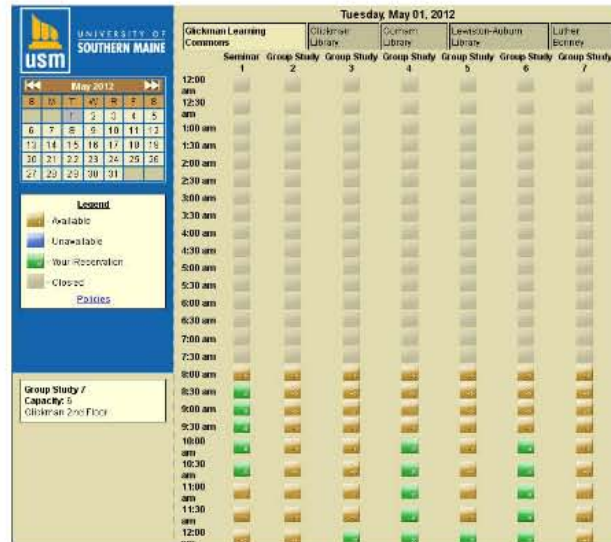 UNIVERSITY OF
SOUTHERN MAINE
usm
May 2012
S M T W R F S
1 2 3 4 5
6 7 8 9 10 11 12
13 14 15 16 17 18 19
20 21 22 23 24 25 26
27 28 29 30 31
Legend
- Available
- Unavailable
- Your Reservation
- Closed
Policies
Group Study 7
Capacity: 6
Glickman 2nd Floor
Tuesday, May 01, 2012
Glickman Learning
Commons
Glickman
Library
Gorham
Library
Lewiston-Auburn
Library
Luther
Bonney
Seminar Group Study Group Study Group Study Group Study Group Study Group Study
1 2 3 4 5 6 7
12:00
am
12:30
am
1:00 am
1:30 am
2:00 am
2:30 am
3:00 am
3:30 am
4:00 am
4:30 am
5:00 am
5:30 am
6:00 am
6:30 am
7:00 am
7:30 am
8:00 am
8:30 am
9:00 am
9:30 am
10:00
am
10:30
am
11:00
am
11:30
am
12:00